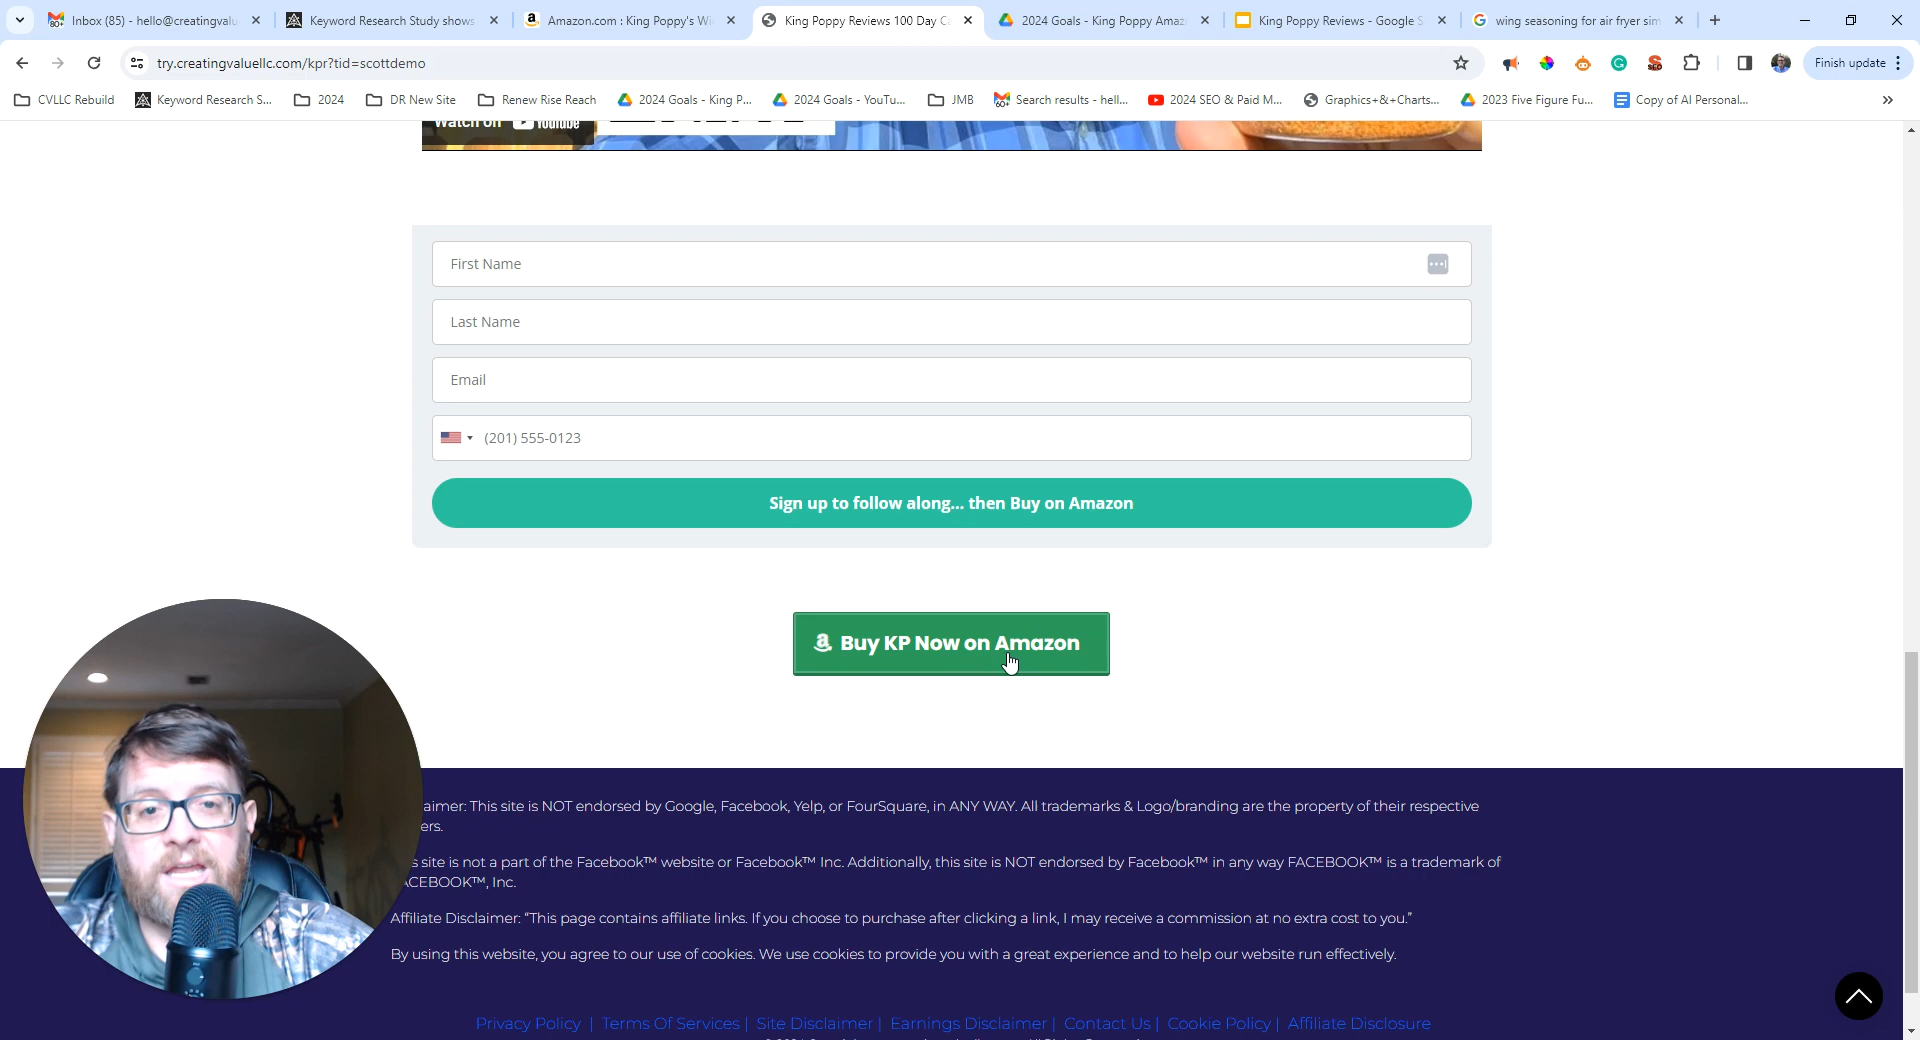 Inbox (85) - hello@creatingvalu
Keyword Research Study shows
Amazon.com : King Poppy's Wi
King Poppy Reviews 100 Day C
2024 Goals - King Poppy Amaz
King Poppy Reviews - Google S
wing seasoning for air fryer sim
try.creatingvaluellc.com/kpr?tid=scottdemo
Finish update
CVLLC Rebuild
Keyword Research S...
2024
DR New Site
Renew Rise Reach
2024 Goals - King P...
2024 Goals - YouTu...
JMB
Search results - hell...
2024 SEO & Paid M...
Graphics+&+Charts...
2023 Five Figure Fu...
Copy of AI Personal...
Watch on YouTube
First Name
Last Name
Email
(201) 555-0123
Sign up to follow along... then Buy on Amazon
Buy KP Now on Amazon
aimer: This site is NOT endorsed by Google, Facebook, Yelp, or FourSquare, in ANY WAY. All trademarks & Logo/branding are the property of their respective
ers.
s site is not a part of the Facebook™ website or Facebook™ Inc. Additionally, this site is NOT endorsed by Facebook™ in any way FACEBOOK™ is a trademark of
ACEBOOK™, Inc.
Affiliate Disclaimer: “This page contains affiliate links. If you choose to purchase after clicking a link, I may receive a commission at no extra cost to you.”
By using this website, you agree to our use of cookies. We use cookies to provide you with a great experience and to help our website run effectively.
Privacy Policy | Terms Of Services | Site Disclaimer | Earnings Disclaimer | Contact Us | Cookie Policy | Affiliate Disclosure